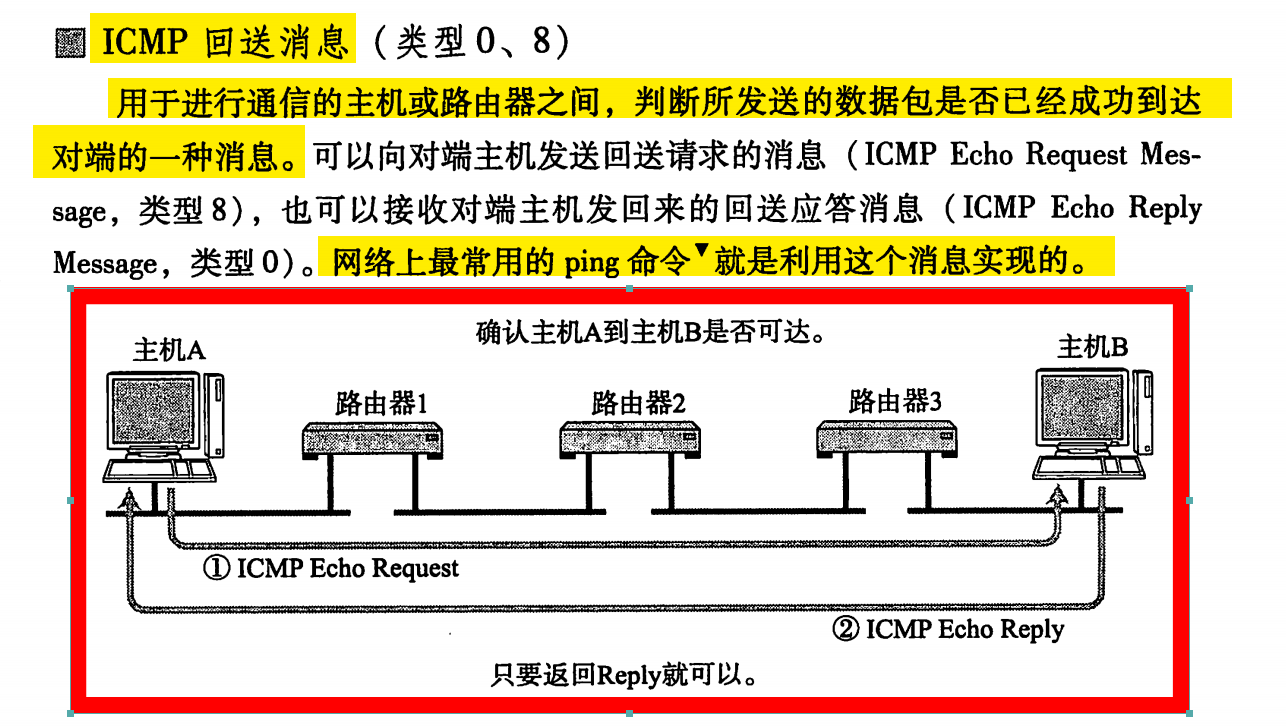 ICMP 回送消息（类型 0、8）
用于进行通信的主机或路由器之间，判断所发送的数据包是否已经成功到达
对端的一种消息。可以向对端主机发送回送请求的消息（ICMP Echo Request Mes-
sage，类型 8），也可以接收对端主机发回来的回送应答消息（ICMP Echo Reply
Message，类型 0）。网络上最常用的 ping 命令▼就是利用这个消息实现的。
确认主机A到主机B是否可达。
主机A
主机B
路由器1
路由器2
路由器3
① ICMP Echo Request
② ICMP Echo Reply
只要返回Reply就可以。